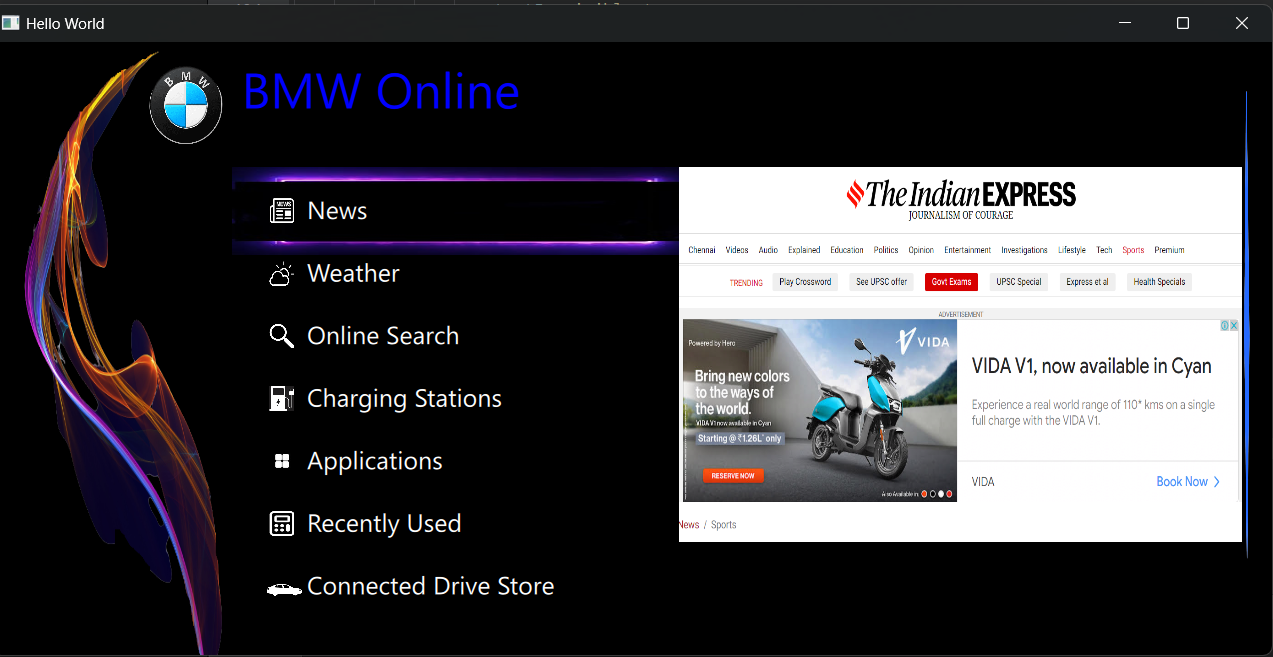 Hello World
BMW
BMW Online
News
Weather
Online Search
Charging Stations
Applications
Recently Used
Connected Drive Store
The Indian EXPRESS
JOURNALISM OF COURAGE
Chennai Videos Audio Explained Education Politics Opinion Entertainment Investigations Lifestyle Tech Sports Premium
TRENDING Play Crossword See UPSC offer Govt Exams UPSC Special Express et al Health Specials
ADVERTISEMENT
Powered by Hero
VIDA
Bring new colors
to the ways of
the world.
VIDA V1 now available in Cyan
Starting @ ₹1.26L* only
RESERVE NOW
Also Available in:
VIDA V1, now available in Cyan
Experience a real world range of 110* kms on a single
full charge with the VIDA V1.
VIDA Book Now
News / Sports